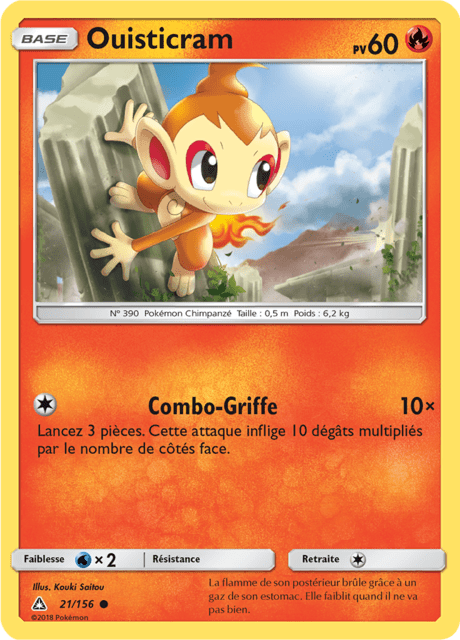 BASE Ouisticram PV60
N° 390 Pokémon Chimpanzé Taille : 0,5 m Poids : 6,2 kg
Combo-Griffe 10×
Lancez 3 pièces. Cette attaque inflige 10 dégâts multipliés
par le nombre de côtés face.
Faiblesse ×2 Résistance Retraite
Illus. Kouki Saitou
21/156
©2018 Pokémon
La flamme de son postérieur brûle grâce à un
gaz de son estomac. Elle faiblit quand il ne va
pas bien.